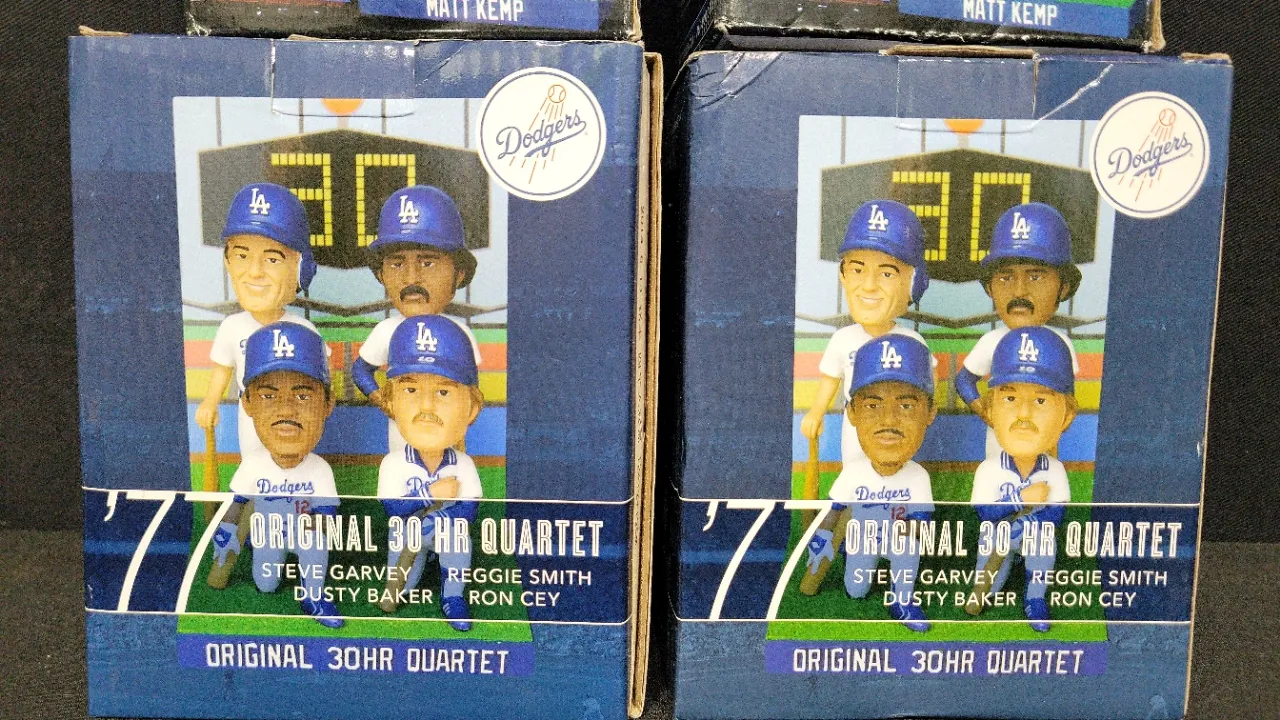 MATT KEMP
MATT KEMP
Dodgers
30
LA
LA
LA
LA
Dodgers
12
'77 ORIGINAL 30 HR QUARTET
STEVE GARVEY REGGIE SMITH
DUSTY BAKER RON CEY
ORIGINAL 30HR QUARTET
Dodgers
30
LA
LA
LA
LA
Dodgers
12
'77 ORIGINAL 30 HR QUARTET
STEVE GARVEY REGGIE SMITH
DUSTY BAKER RON CEY
ORIGINAL 30HR QUARTET